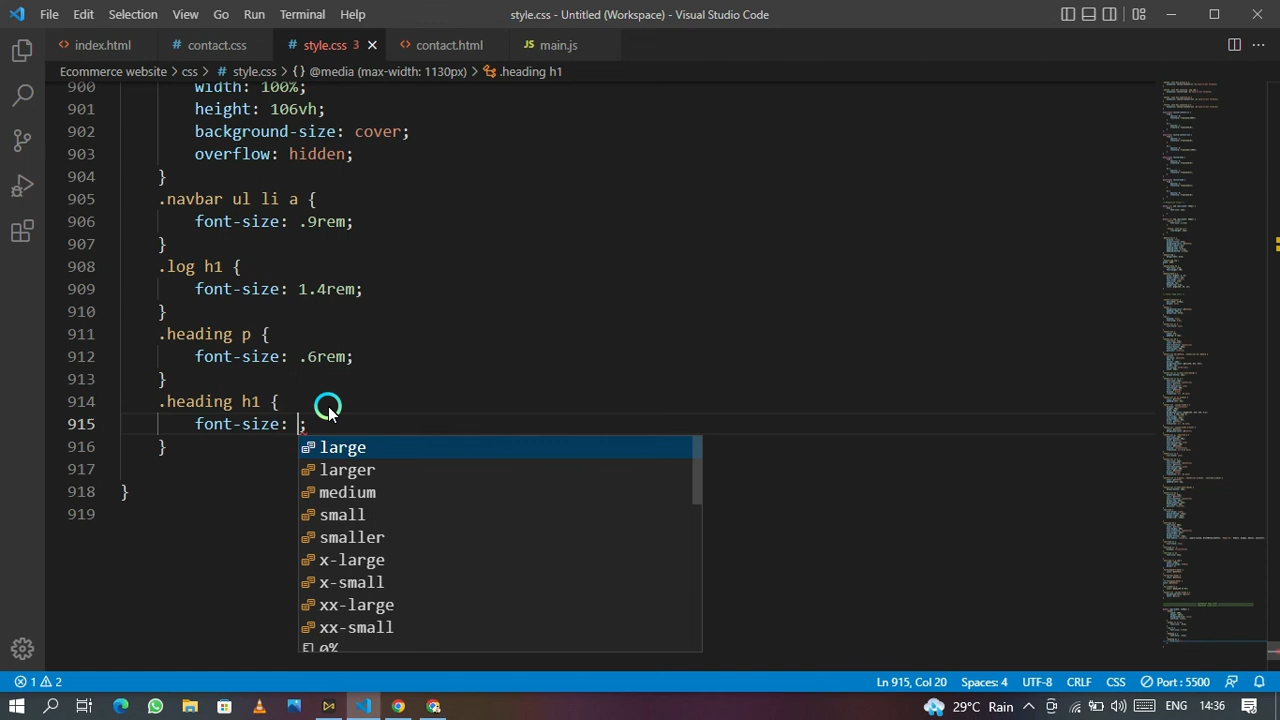 File Edit Selection View Go Run Terminal Help style.css - Untitled (Workspace) - Visual Studio Code
index.html contact.css style.css 3 contact.html main.js
Ecommerce website > css > style.css > {} @media (max-width: 1130px) > .heading h1
900 width: 100%;
901 height: 106vh;
902 background-size: cover;
903 overflow: hidden;
904 }
905 .navbar ul li a {
906 font-size: .9rem;
907 }
908 .log h1 {
909 font-size: 1.4rem;
910 }
911 .heading p {
912 font-size: .6rem;
913 }
914 .heading h1 {
915 font-size: ;
large
916 }
larger
917
medium
918 }
small
919
smaller
x-large
x-small
xx-large
xx-small
0%
1 2 Ln 915, Col 20 Spaces: 4 UTF-8 CRLF CSS Port : 5500
29°C Rain ENG 14:36